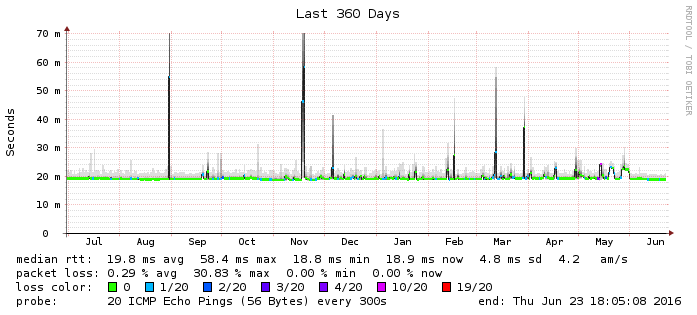 Last 360 Days
RRDTOOL / TOBI OETIKER
Seconds
70 m
60 m
50 m
40 m
30 m
20 m
10 m
0
Jul Aug Sep Oct Nov Dec Jan Feb Mar Apr May Jun
median rtt: 19.8 ms avg 58.4 ms max 18.8 ms min 18.9 ms now 4.8 ms sd 4.2 am/s
packet loss: 0.29 % avg 30.83 % max 0.00 % min 0.00 % now
loss color: 0 1/20 2/20 3/20 4/20 10/20 19/20
probe: 20 ICMP Echo Pings (56 Bytes) every 300s end: Thu Jun 23 18:05:08 2016